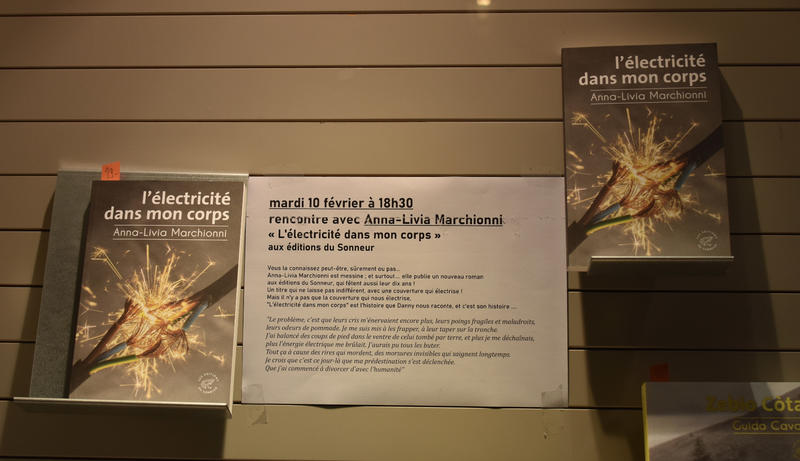 l'électricité
dans mon corps
Anna-Livia Marchionni
l'électricité
dans mon corps
Anna-Livia Marchionni
mardi 10 février à 18h30
rencontre avec Anna-Livia Marchionni
« L'électricité dans mon corps »
aux éditions du Sonneur
Vous la connaissez peut-être, sûrement ou pas...
Anna-Livia Marchionni est messine ; et surtout... elle publie un nouveau roman
aux éditions du Sonneur, qui fêtent aussi leur dix ans !
Un titre qui ne laisse pas indifférent, avec une couverture qui électrise !
Mais il n'y a pas que la couverture qui nous électrise.
"L'électricité dans mon corps" est l'histoire que Danny nous raconte, et c'est son histoire ...
"Le problème, c'est que leurs cris m'énervaient encore plus, leurs poings fragiles et maladroits,
leurs odeurs de pommade. Je me suis mis à les frapper, à leur taper sur la tronche.
J'ai balancé des coups de pied dans le ventre de celui tombé par terre, et plus je me déchaînais,
plus l'énergie électrique me brûlait. J'aurais pu tous les buter.
Tout ça à cause des rires qui mordent, des morsures invisibles qui saignent longtemps.
Je crois que c'est ce jour-là que ma prédestination s'est déclenchée.
Que j'ai commencé à divorcer d'avec l'humanité"
Guido Cava